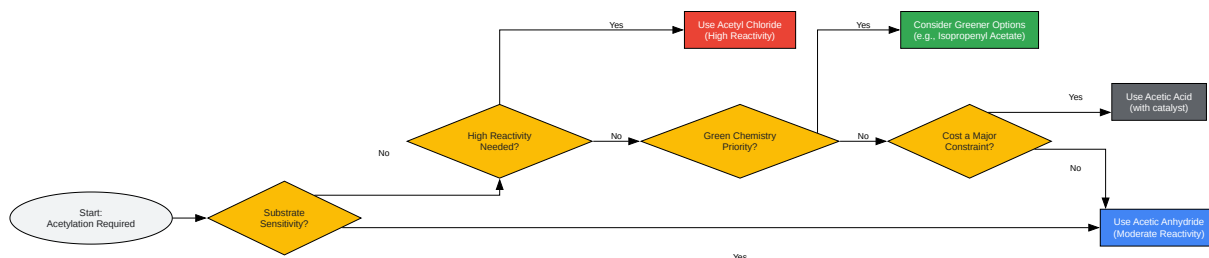 Yes
Use Acetyl Chloride
(High Reactivity)
Yes
Consider Greener Options
(e.g., Isopropenyl Acetate)
Yes
Use Acetic Acid
(with catalyst)
High Reactivity
Needed?
No
Green Chemistry
Priority?
No
Cost a Major
Constraint?
No
No
Start:
Acetylation Required
Substrate
Sensitivity?
Use Acetic Anhydride
(Moderate Reactivity)
Yes